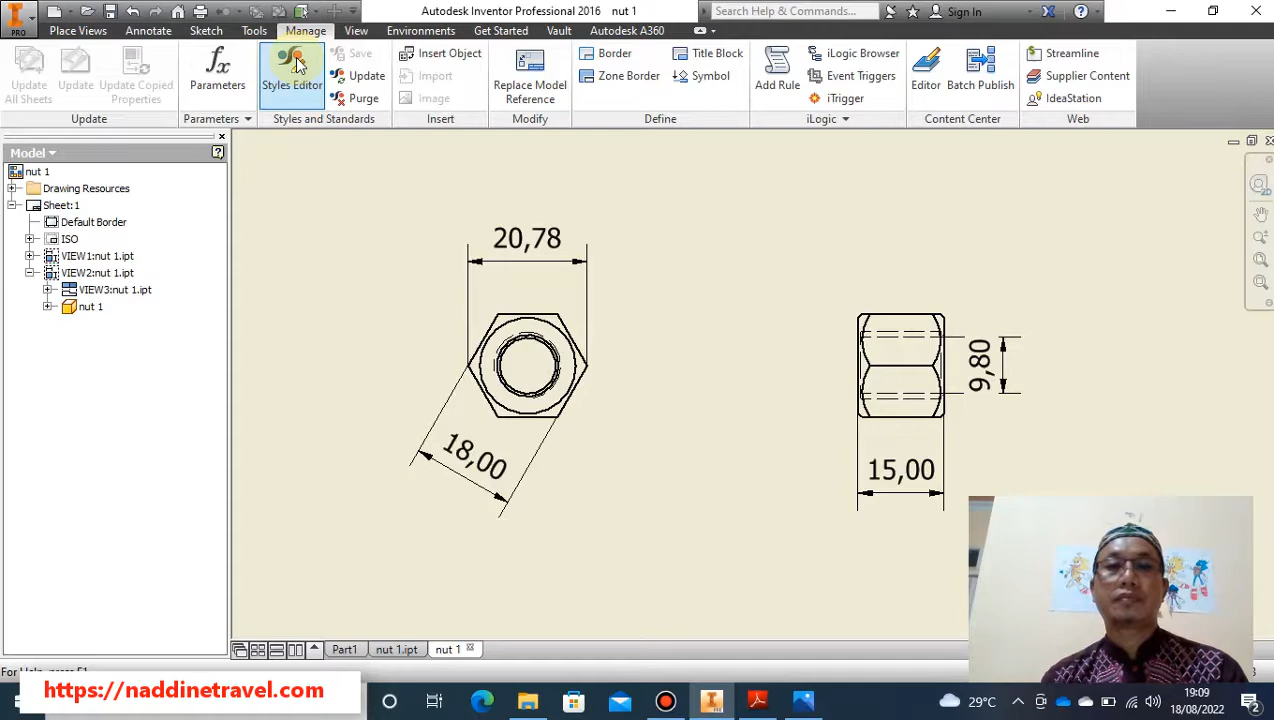 Autodesk Inventor Professional 2016 nut 1
Search Help & Commands...
Sign In
PRO
Place Views
Annotate
Sketch
Tools
Manage
View
Environments
Get Started
Vault
Autodesk A360
Update All Sheets
Update
Update Copied Properties
Update
Parameters
Parameters
Styles Editor
Save
Update
Purge
Styles and Standards
Insert Object
Import
Image
Insert
Replace Model Reference
Modify
Border
Zone Border
Title Block
Symbol
Define
Add Rule
iLogic Browser
Event Triggers
iTrigger
iLogic
Editor
Batch Publish
Content Center
Streamline
Supplier Content
IdeaStation
Web
Model
nut 1
Drawing Resources
Sheet:1
Default Border
ISO
VIEW1:nut 1.ipt
VIEW2:nut 1.ipt
VIEW3:nut 1.ipt
nut 1
20,78
18,00
9,80
15,00
Part1
nut 1.ipt
nut 1
For Help, press F1
https://naddinetravel.com
29°C
19:09
18/08/2022